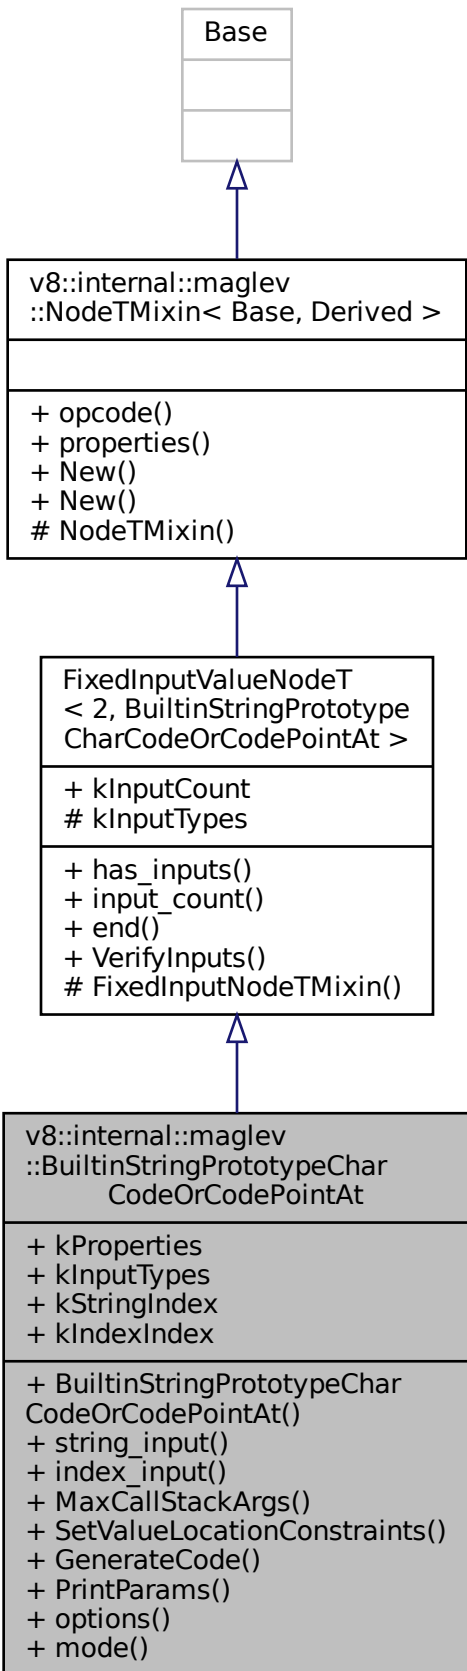 Base
v8::internal::maglev
::NodeTMixin< Base, Derived >
+ opcode()
+ properties()
+ New()
+ New()
# NodeTMixin()
FixedInputValueNodeT
< 2, BuiltinStringPrototype
CharCodeOrCodePointAt >
+ kInputCount
# kInputTypes
+ has_inputs()
+ input_count()
+ end()
+ VerifyInputs()
# FixedInputNodeTMixin()
v8::internal::maglev
::BuiltinStringPrototypeChar
CodeOrCodePointAt
+ kProperties
+ kInputTypes
+ kStringIndex
+ kIndexIndex
+ BuiltinStringPrototypeChar
CodeOrCodePointAt()
+ string_input()
+ index_input()
+ MaxCallStackArgs()
+ SetValueLocationConstraints()
+ GenerateCode()
+ PrintParams()
+ options()
+ mode()